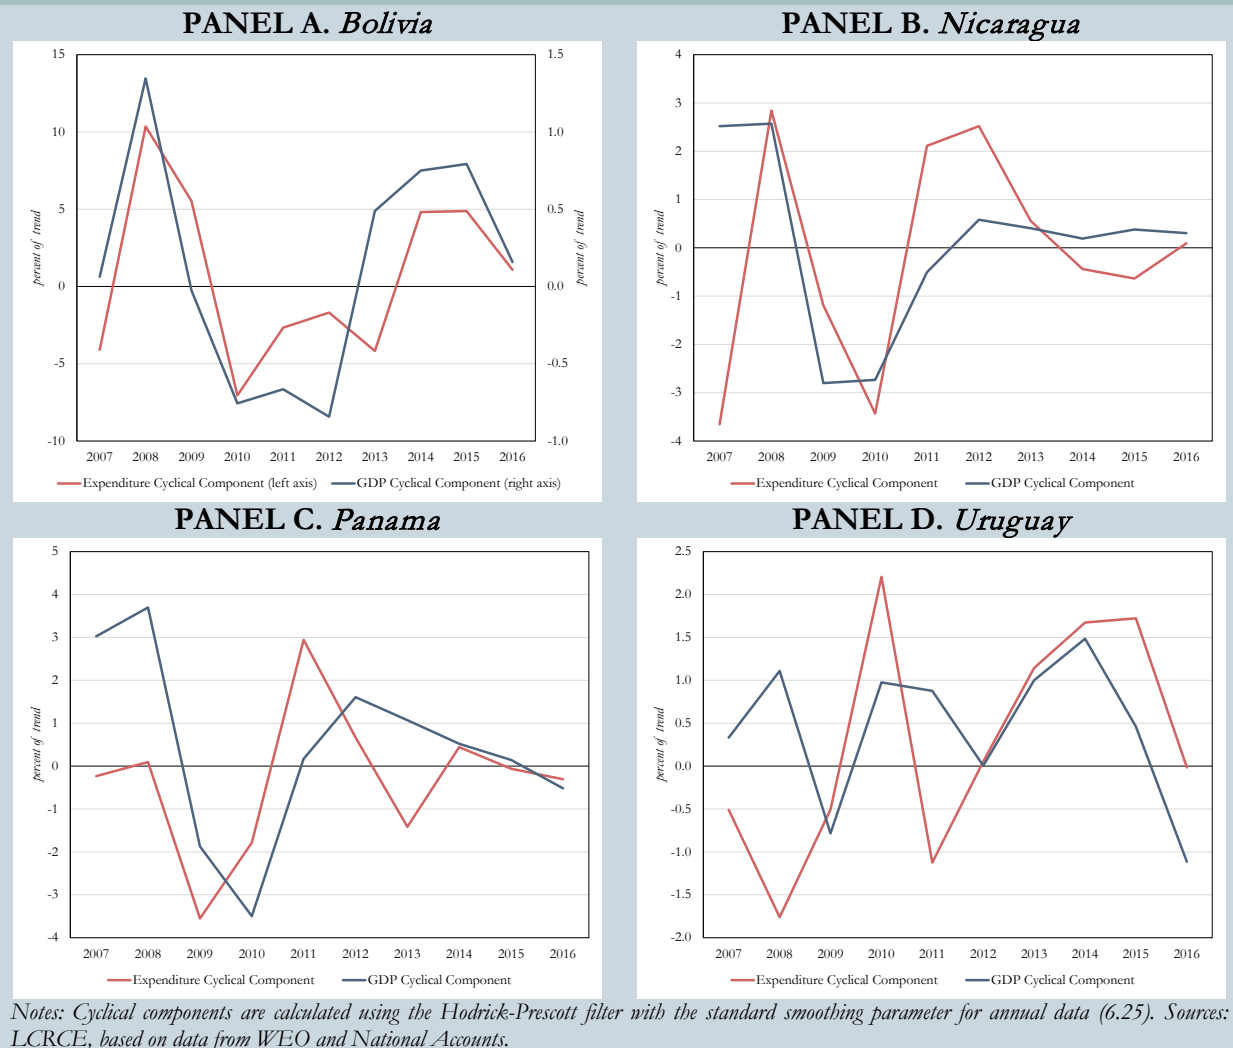 PANEL A. Bolivia
15
10
5
0
-5
-10
percent of trend
1.5
1.0
0.5
0.0
-0.5
-1.0
percent of trend
2007 2008 2009 2010 2011 2012 2013 2014 2015 2016
Expenditure Cyclical Component (left axis) GDP Cyclical Component (right axis)
PANEL B. Nicaragua
4
3
2
1
0
-1
-2
-3
-4
percent of trend
2007 2008 2009 2010 2011 2012 2013 2014 2015 2016
Expenditure Cyclical Component GDP Cyclical Component
PANEL C. Panama
5
4
3
2
1
0
-1
-2
-3
-4
percent of trend
2007 2008 2009 2010 2011 2012 2013 2014 2015 2016
Expenditure Cyclical Component GDP Cyclical Component
PANEL D. Uruguay
2.5
2.0
1.5
1.0
0.5
0.0
-0.5
-1.0
-1.5
-2.0
percent of trend
2007 2008 2009 2010 2011 2012 2013 2014 2015 2016
Expenditure Cyclical Component GDP Cyclical Component
Notes: Cyclical components are calculated using the Hodrick-Prescott filter with the standard smoothing parameter for annual data (6.25). Sources:
LCRCE, based on data from WEO and National Accounts.